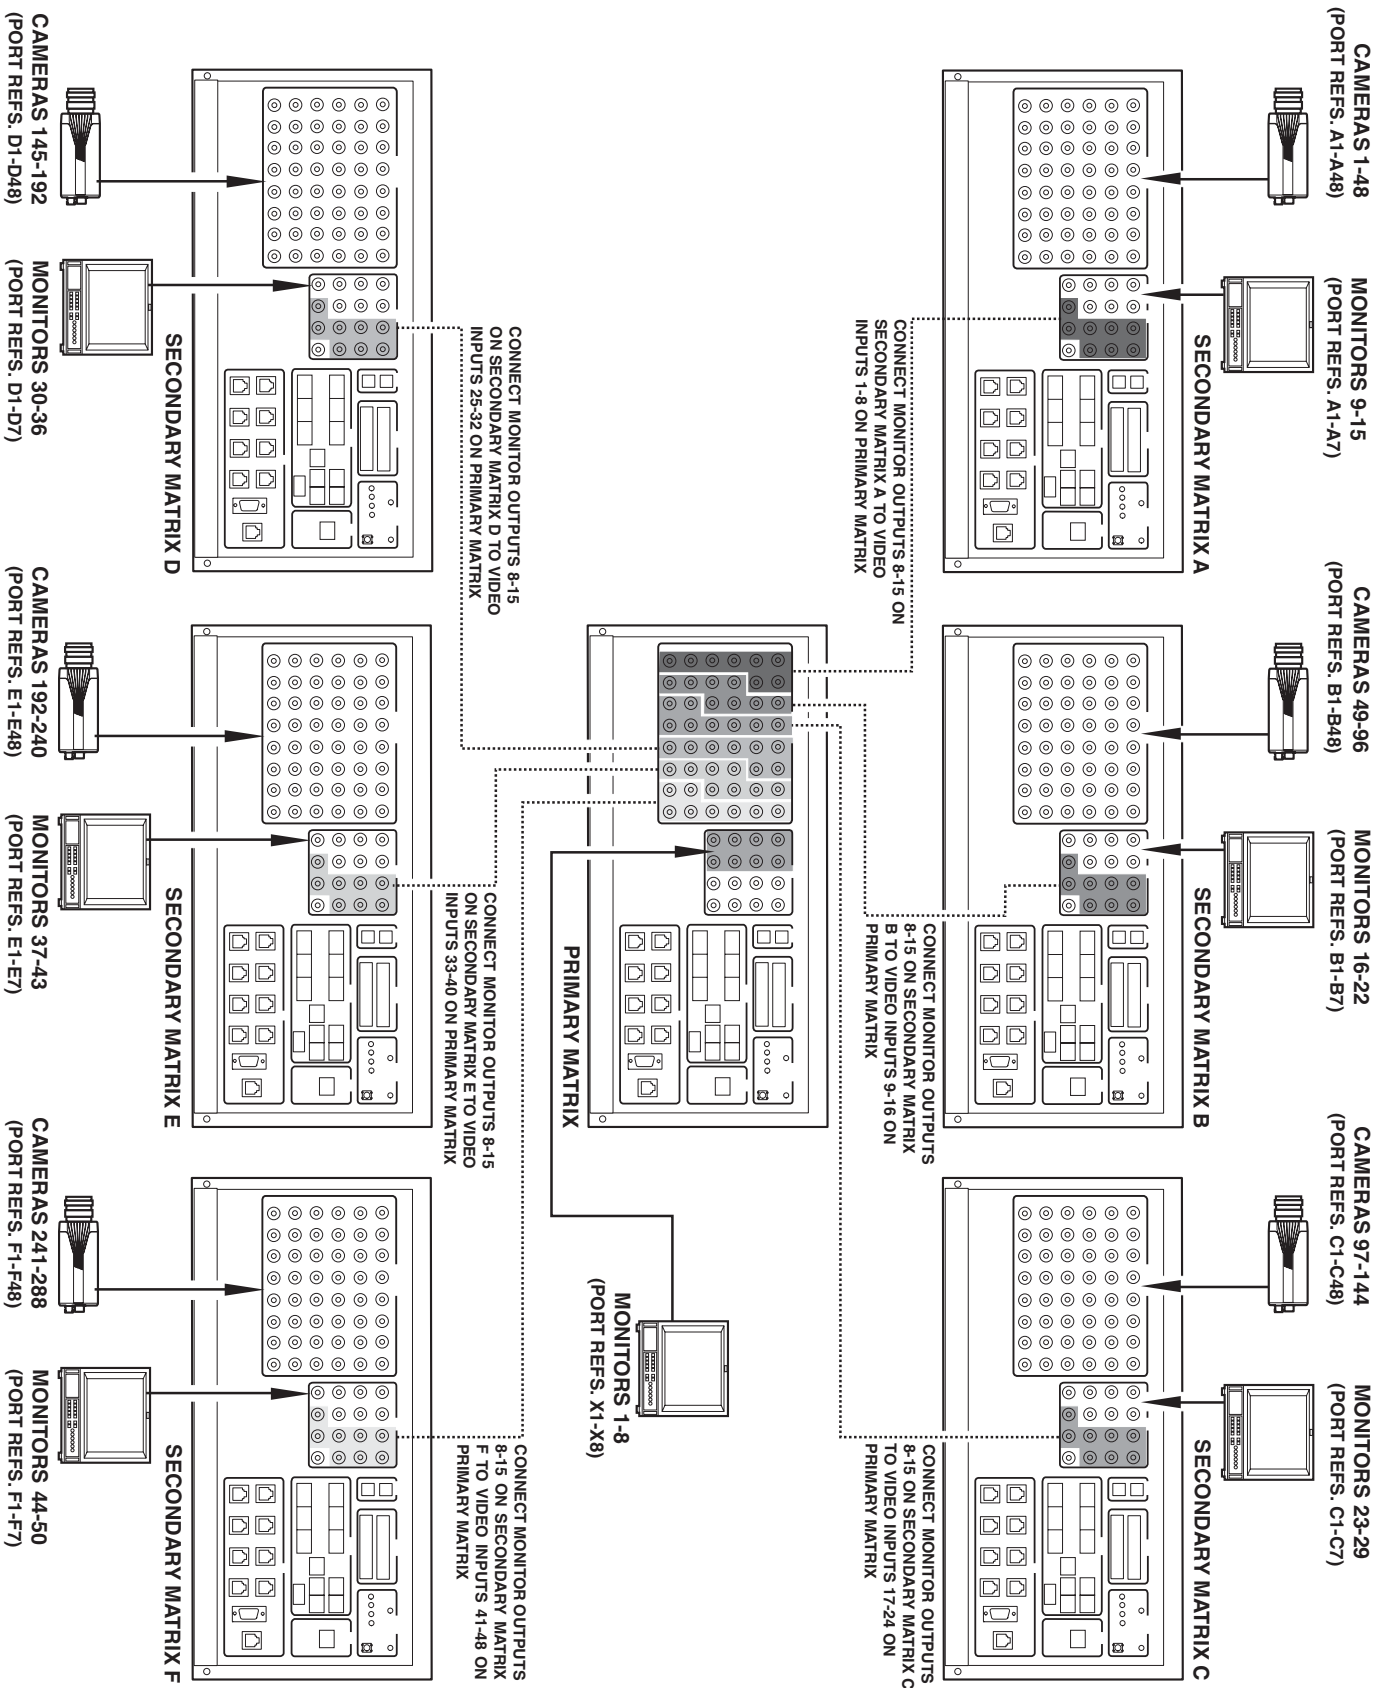 CAMERAS 1-48
(PORT REFS. A1-A48)
MONITORS 9-15
(PORT REFS. A1-A7)
SECONDARY MATRIX A
CONNECT MONITOR OUTPUTS 8-15 ON
SECONDARY MATRIX A TO VIDEO
INPUTS 1-8 ON PRIMARY MATRIX
CAMERAS 49-96
(PORT REFS. B1-B48)
MONITORS 16-22
(PORT REFS. B1-B7)
SECONDARY MATRIX B
CONNECT MONITOR OUTPUTS
8-15 ON SECONDARY MATRIX
B TO VIDEO INPUTS 9-16 ON
PRIMARY MATRIX
CAMERAS 97-144
(PORT REFS. C1-C48)
MONITORS 23-29
(PORT REFS. C1-C7)
SECONDARY MATRIX C
CONNECT MONITOR OUTPUTS
8-15 ON SECONDARY MATRIX C
TO VIDEO INPUTS 17-24 ON
PRIMARY MATRIX
PRIMARY MATRIX
MONITORS 1-8
(PORT REFS. X1-X8)
CONNECT MONITOR OUTPUTS 8-15
ON SECONDARY MATRIX D TO VIDEO
INPUTS 25-32 ON PRIMARY MATRIX
SECONDARY MATRIX D
CAMERAS 145-192
(PORT REFS. D1-D48)
MONITORS 30-36
(PORT REFS. D1-D7)
CONNECT MONITOR OUTPUTS 8-15
ON SECONDARY MATRIX E TO VIDEO
INPUTS 33-40 ON PRIMARY MATRIX
SECONDARY MATRIX E
CAMERAS 192-240
(PORT REFS. E1-E48)
MONITORS 37-43
(PORT REFS. E1-E7)
CONNECT MONITOR OUTPUTS
8-15 ON SECONDARY MATRIX
F TO VIDEO INPUTS 41-48 ON
PRIMARY MATRIX
SECONDARY MATRIX F
CAMERAS 241-288
(PORT REFS. F1-F48)
MONITORS 44-50
(PORT REFS. F1-F7)